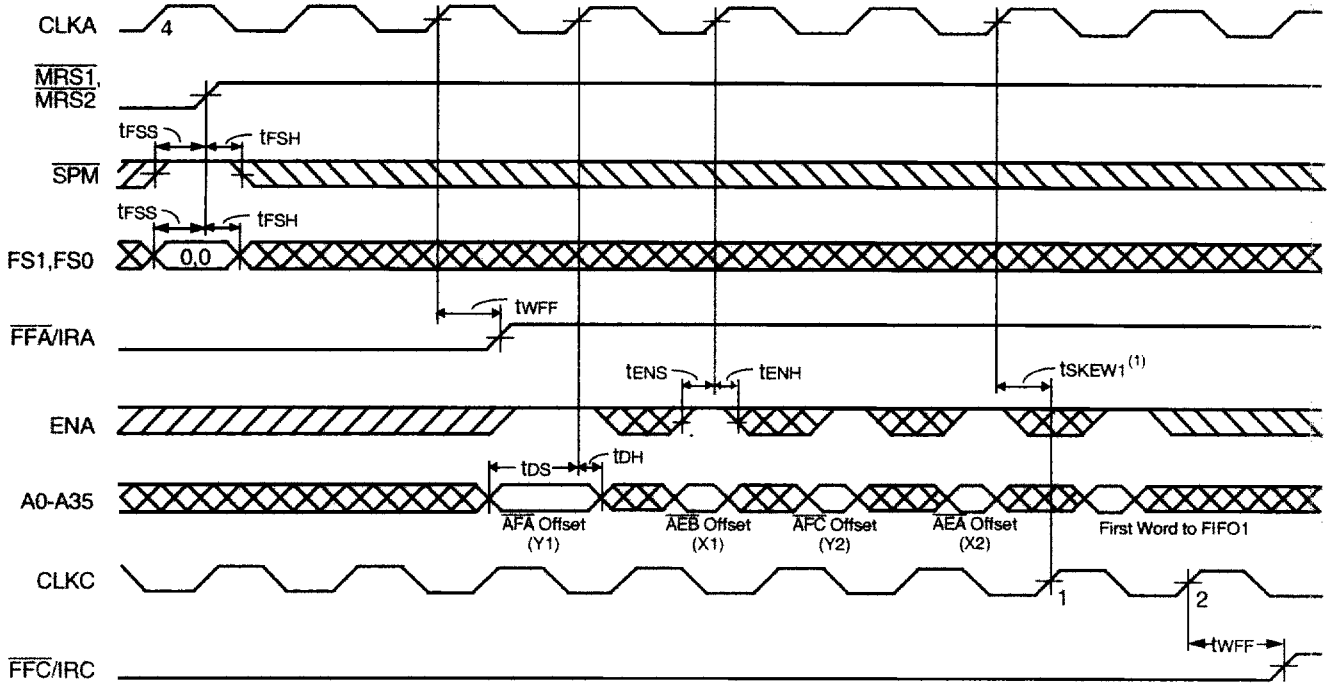 CLKA
4
MRS1,
MRS2
tFSS
tFSH
SPM
tFSS
tFSH
FS1,FS0
0,0
tWFF
FFA/IRA
tENS
tENH
tSKEW1(1)
ENA
tDS
tDH
A0-A35
AFA Offset
(Y1)
AEB Offset
(X1)
AFC Offset
(Y2)
AEA Offset
(X2)
First Word to FIFO1
CLKC
1
2
tWFF
FFC/IRC